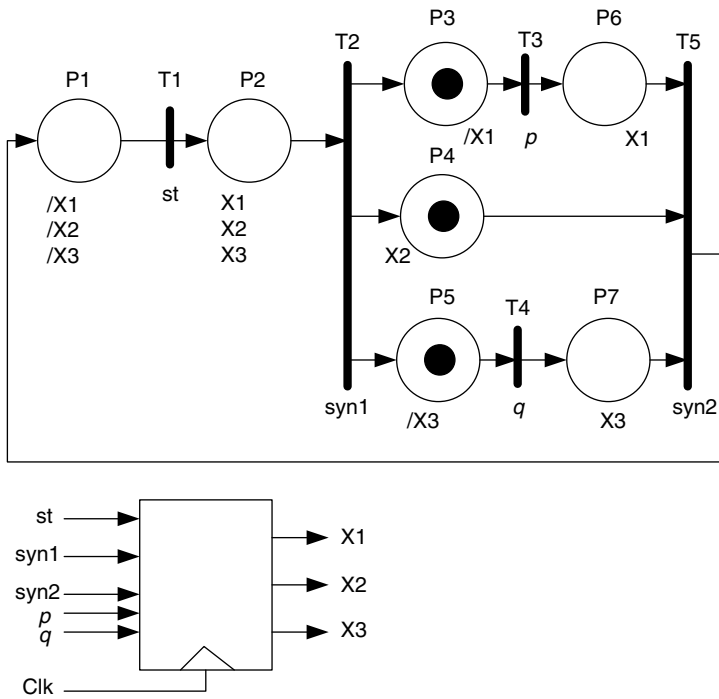 P1
T1
P2
T2
P3
T3
P6
T5
/X1
p
X1
st
/X1
/X2
/X3
X1
X2
X3
P4
X2
P5
T4
P7
syn1
/X3
q
X3
syn2
st
syn1
syn2
p
q
Clk
X1
X2
X3